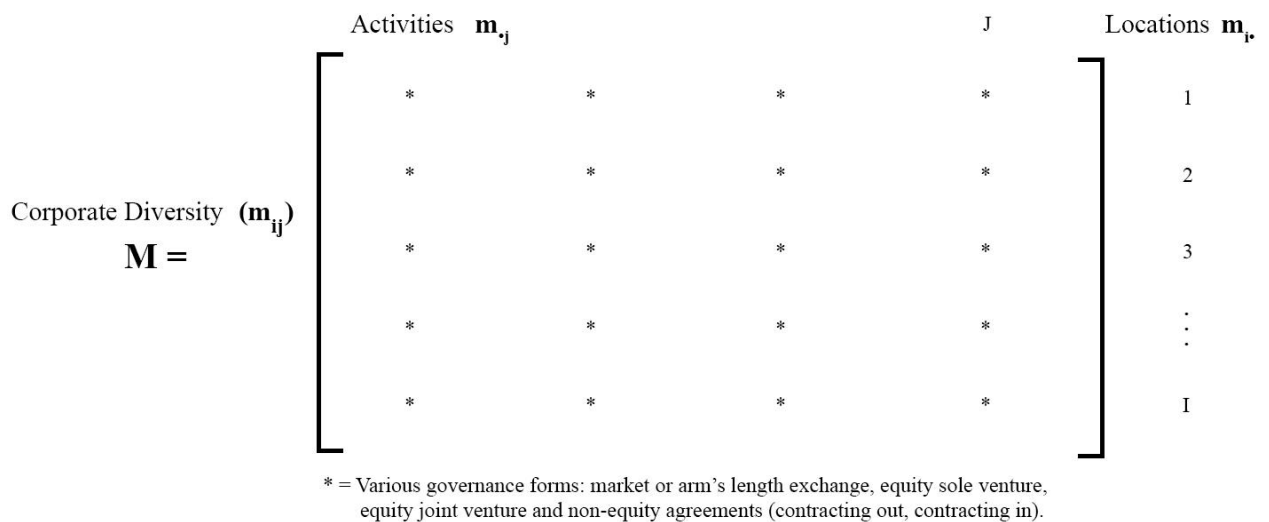 Activities m.j J Locations mi.
* * * * 1
* * * * 2
Corporate Diversity (mij)
M =
* * * * 3
* * * * ⋮
* * * * I
* = Various governance forms: market or arm’s length exchange, equity sole venture,
equity joint venture and non-equity agreements (contracting out, contracting in).